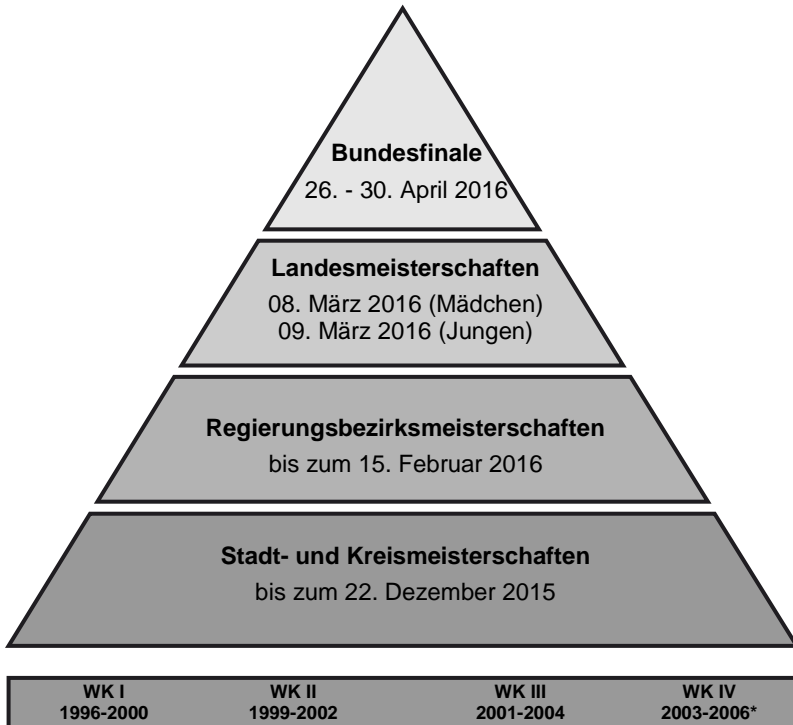 Bundesfinale
26. - 30. April 2016
Landesmeisterschaften
08. März 2016 (Mädchen)
09. März 2016 (Jungen)
Regierungsbezirksmeisterschaften
bis zum 15. Februar 2016
Stadt- und Kreismeisterschaften
bis zum 22. Dezember 2015
WK I WK II WK III WK IV
1996-2000 1999-2002 2001-2004 2003-2006*